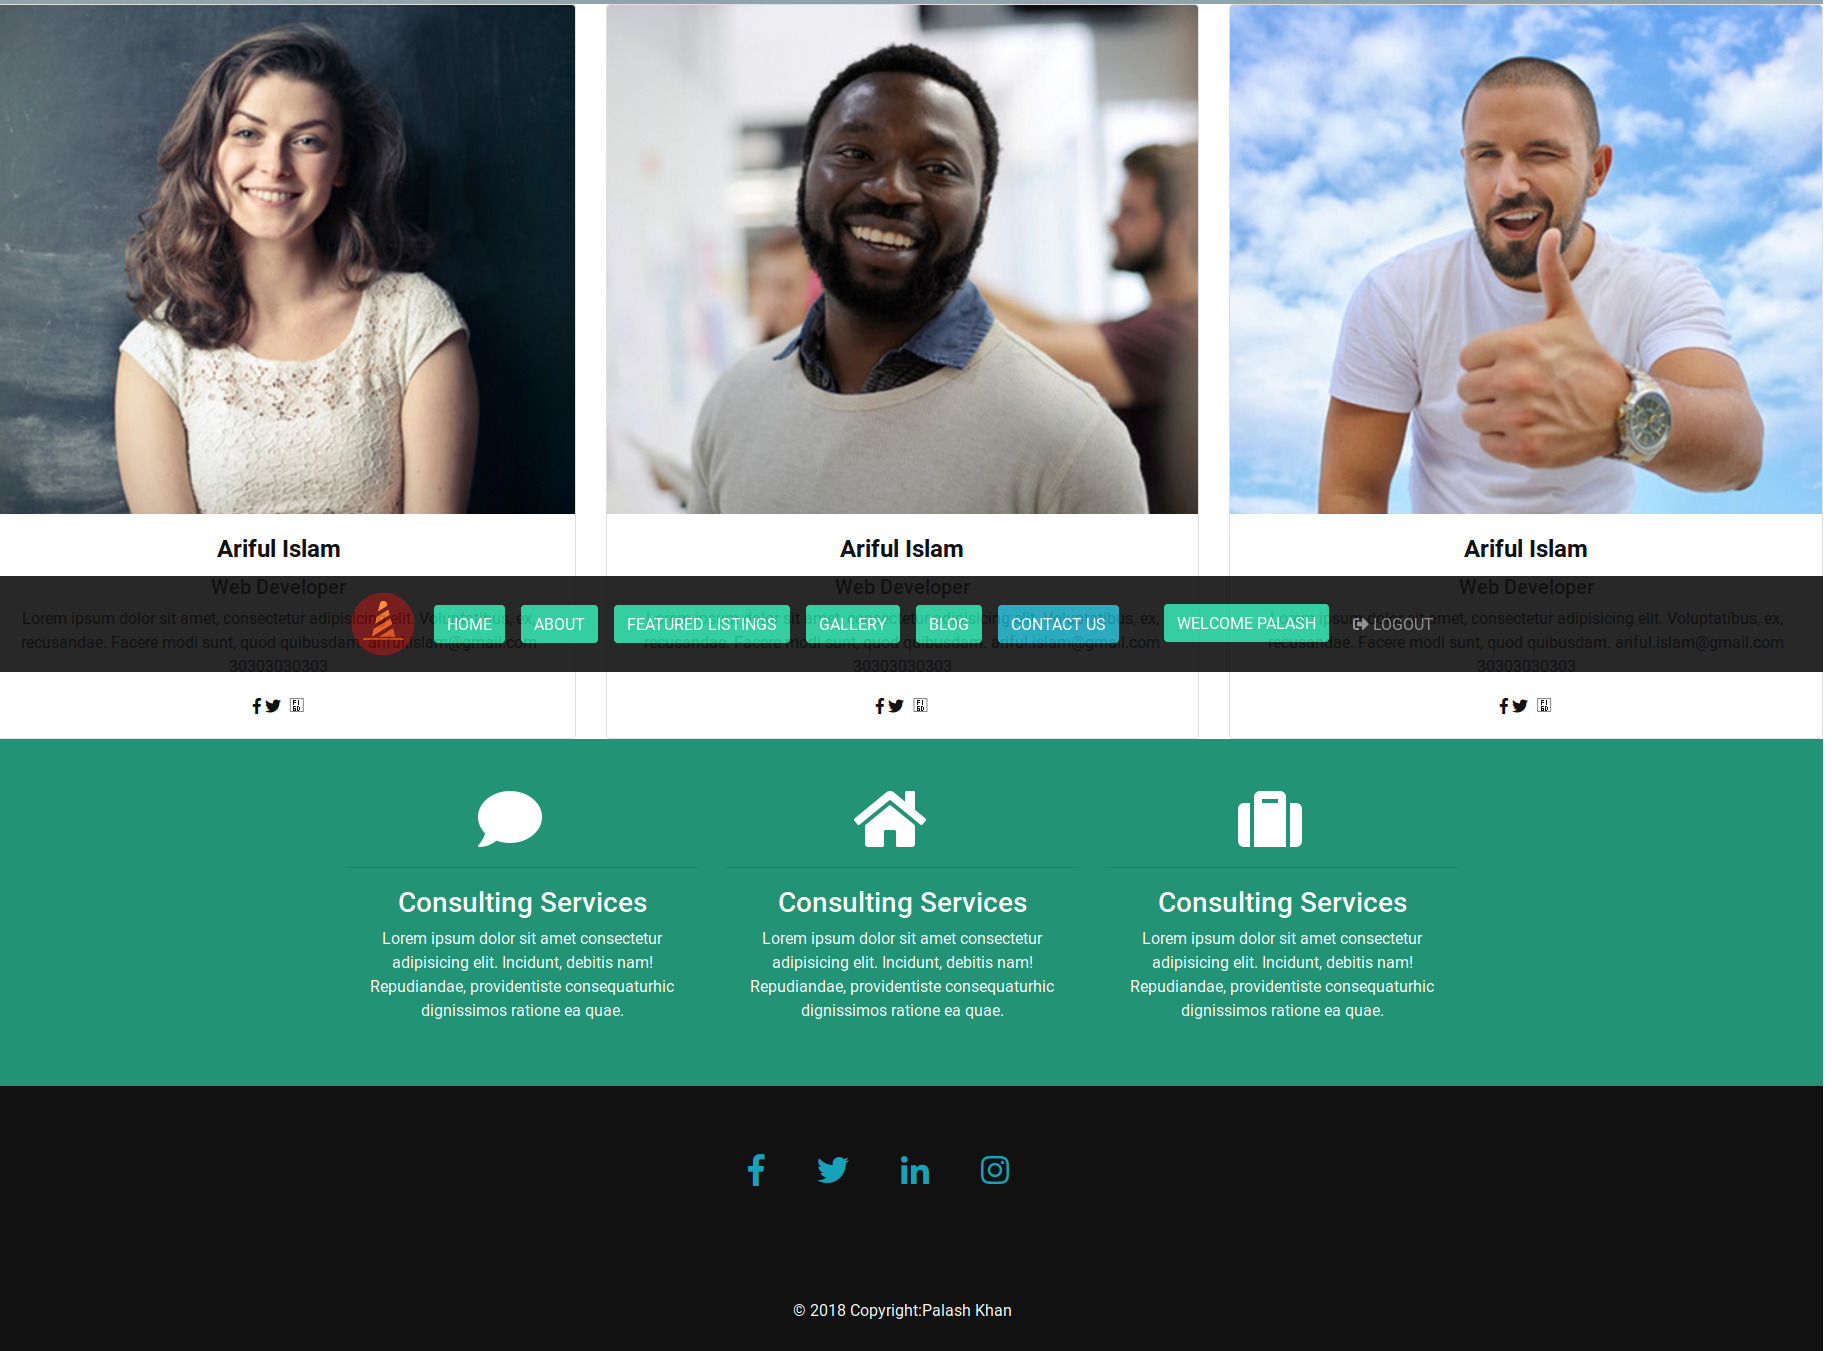 Ariful Islam
Ariful Islam
Ariful Islam
Web Developer
Web Developer
Web Developer
Lorem ipsum dolor sit amet, consectetur adipisicing elit. Voluptatibus, ex,
recusandae. Facere modi sunt, quod quibusdam. ariful.islam@gmail.com
30303030303
HOME
ABOUT
FEATURED LISTINGS
GALLERY
BLOG
CONTACT US
WELCOME PALASH
LOGOUT
recusandae. Facere modi sunt, quod quibusdam. ariful.islam@gmail.com
30303030303
ipsum dolor sit amet, consectetur adipisicing elit. Voluptatibus, ex,
recusandae. Facere modi sunt, quod quibusdam. ariful.islam@gmail.com
30303030303
Consulting Services
Lorem ipsum dolor sit amet consectetur
adipisicing elit. Incidunt, debitis nam!
Repudiandae, providentiste consequaturhic
dignissimos ratione ea quae.
Consulting Services
Lorem ipsum dolor sit amet consectetur
adipisicing elit. Incidunt, debitis nam!
Repudiandae, providentiste consequaturhic
dignissimos ratione ea quae.
Consulting Services
Lorem ipsum dolor sit amet consectetur
adipisicing elit. Incidunt, debitis nam!
Repudiandae, providentiste consequaturhic
dignissimos ratione ea quae.
© 2018 Copyright:Palash Khan